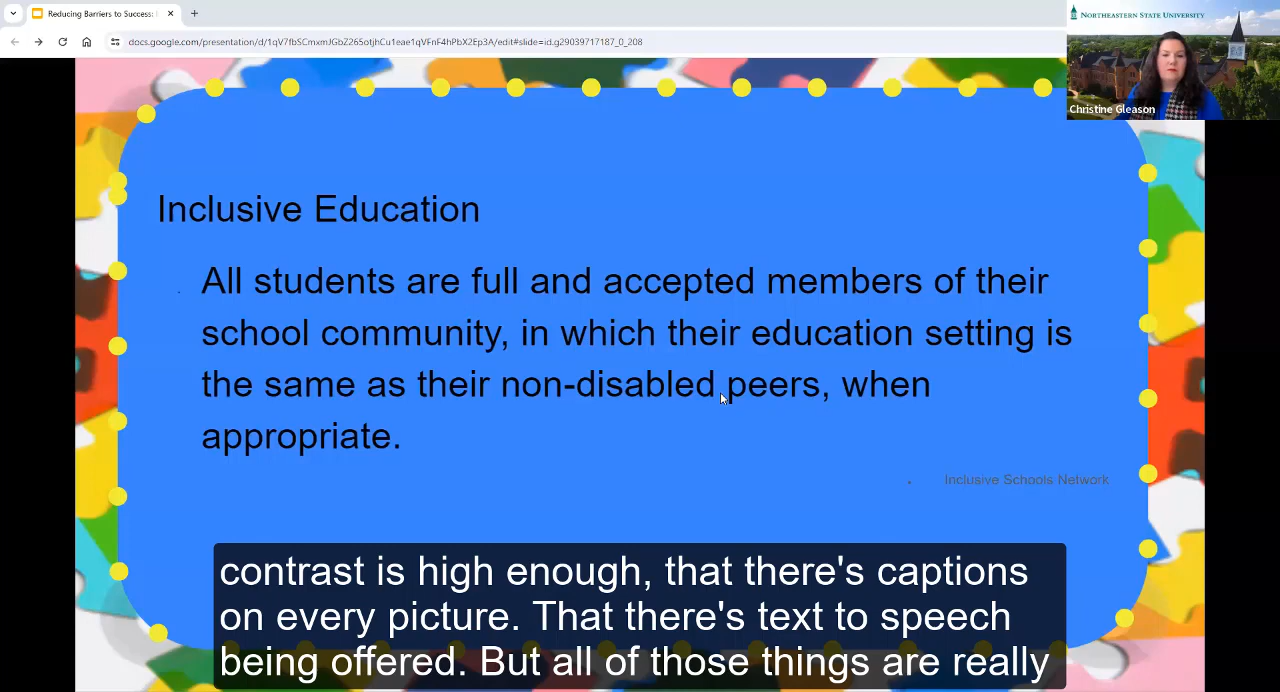 Reducing Barriers to Success: i
docs.google.com/presentation/d/1qV7fbSCmxmJGbZ265djfnCu1eae1qVFnF4hPbX2Ep3A/edit#slide=id.g29039717187_0_208
NORTHEASTERN STATE UNIVERSITY
Christine Gleason
Inclusive Education
All students are full and accepted members of their
school community, in which their education setting is
the same as their non-disabled peers, when
appropriate.
Inclusive Schools Network
contrast is high enough, that there's captions
on every picture. That there's text to speech
being offered. But all of those things are really